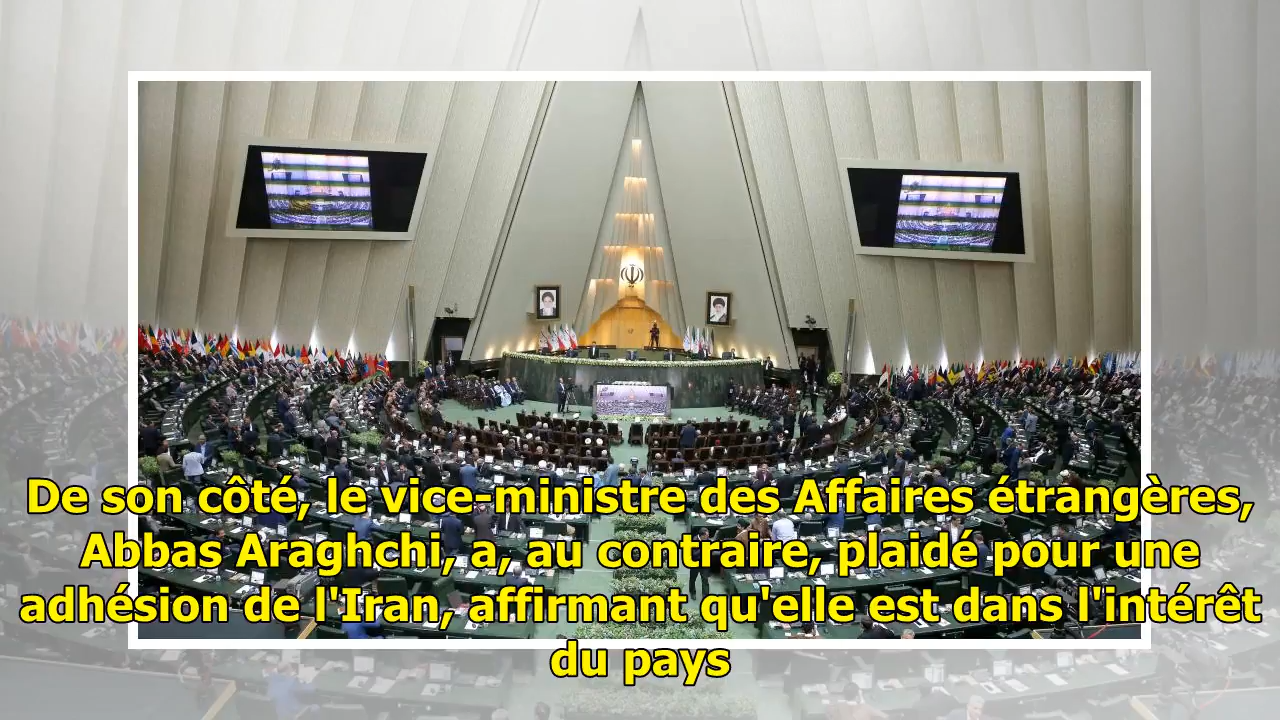 De son côté, le vice-ministre des Affaires étrangères,
Abbas Araghchi, a, au contraire, plaidé pour une
adhésion de l'Iran, affirmant qu'elle est dans l'intérêt
du pays